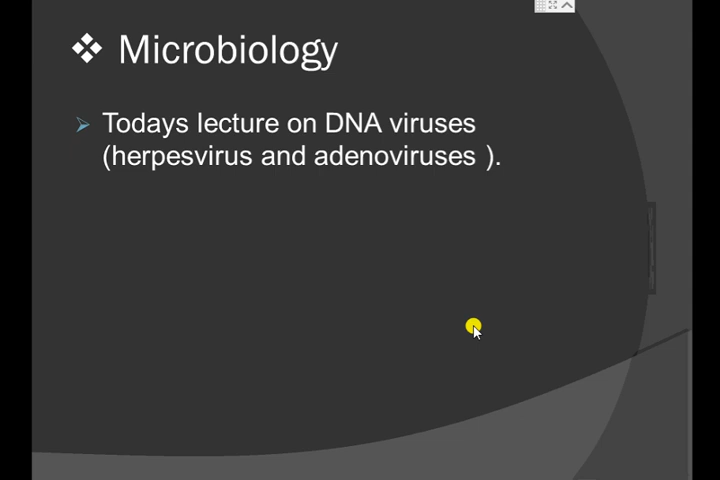 Microbiology
Todays lecture on DNA viruses
(herpesvirus and adenoviruses ).